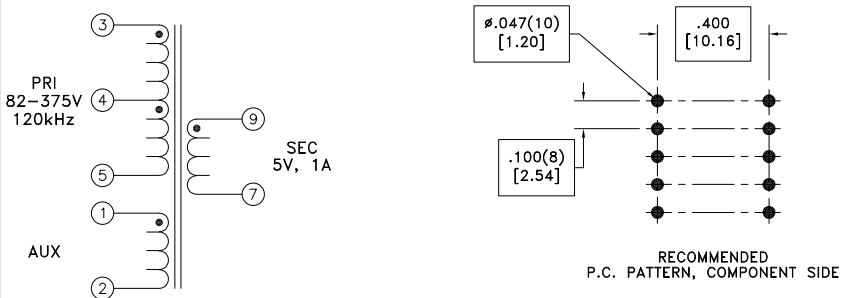 3
PRI
82-375V
120kHz
4
5
1
AUX
2
9
SEC
5V, 1A
7
ø.047(10)
[1.20]
.400
[10.16]
.100(8)
[2.54]
RECOMMENDED
P.C. PATTERN, COMPONENT SIDE